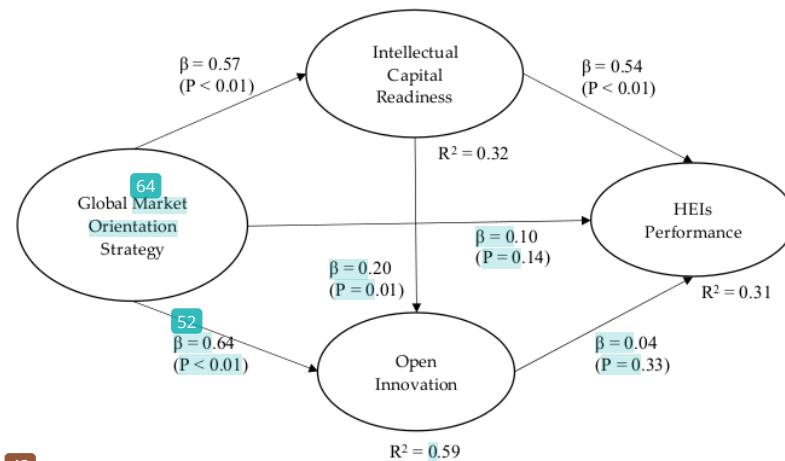 Intellectual
Capital
Readiness
β = 0.57
(P < 0.01)
β = 0.54
(P < 0.01)
R² = 0.32
64
Global Market
Orientation
Strategy
HEIs
Performance
β = 0.10
(P = 0.14)
β = 0.20
(P = 0.01)
R² = 0.31
52
β = 0.64
(P < 0.01)
Open
Innovation
β = 0.04
(P = 0.33)
R² = 0.59